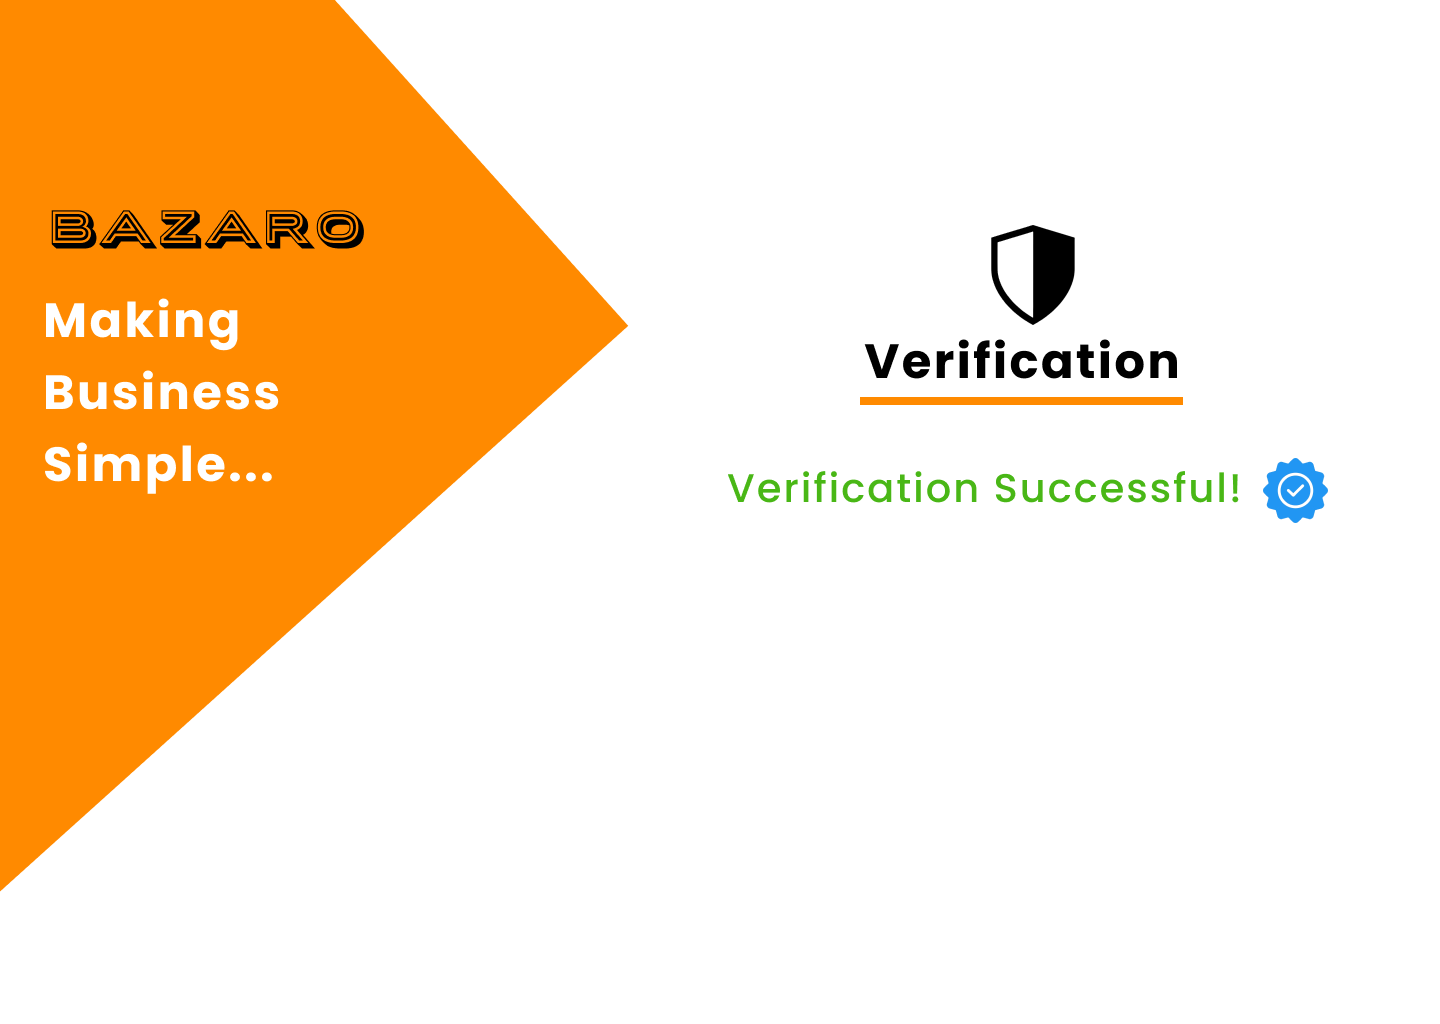 BAZARO
Making
Business
Simple...
Verification
Verification Successful!